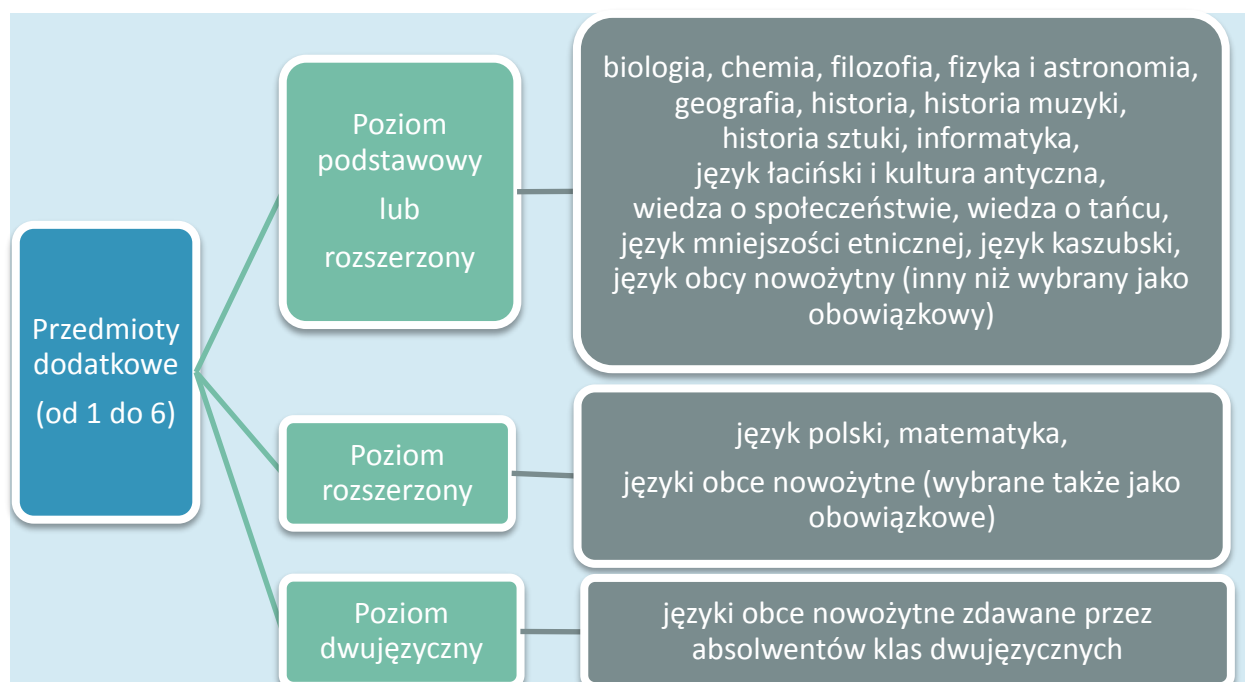 Przedmioty
dodatkowe
(od 1 do 6)
Poziom
podstawowy
lub
rozszerzony
biologia, chemia, filozofia, fizyka i astronomia,
geografia, historia, historia muzyki,
historia sztuki, informatyka,
język łaciński i kultura antyczna,
wiedza o społeczeństwie, wiedza o tańcu,
język mniejszości etnicznej, język kaszubski,
język obcy nowożytny (inny niż wybrany jako
obowiązkowy)
Poziom
rozszerzony
język polski, matematyka,
języki obce nowożytne (wybrane także jako
obowiązkowe)
Poziom
dwujęzyczny
języki obce nowożytne zdawane przez
absolwentów klas dwujęzycznych